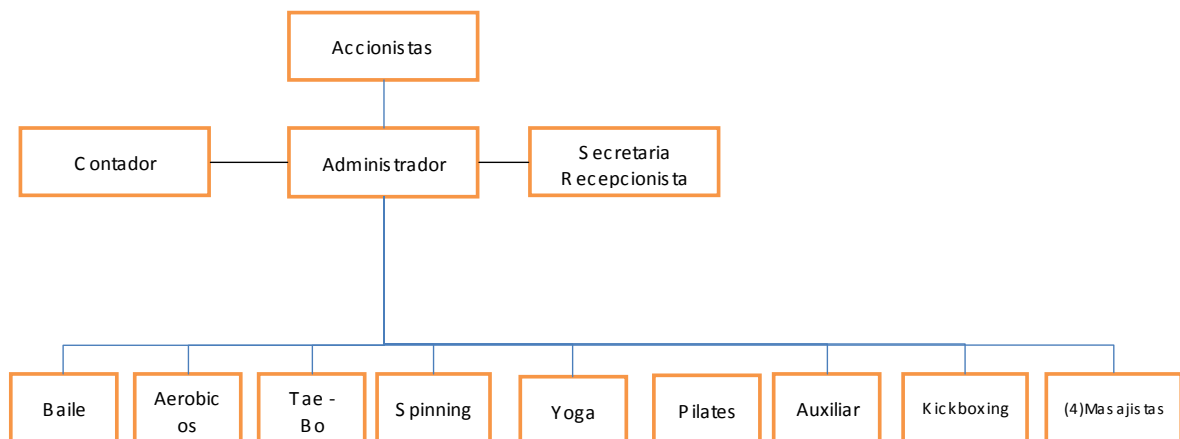 Accionistas
Contador
Administrador
Secretaria
Recepcionista
Baile
Aerobic
os
Tae -
Bo
Spinning
Yoga
Pilates
Auxiliar
Kickboxing
(4)Masajistas